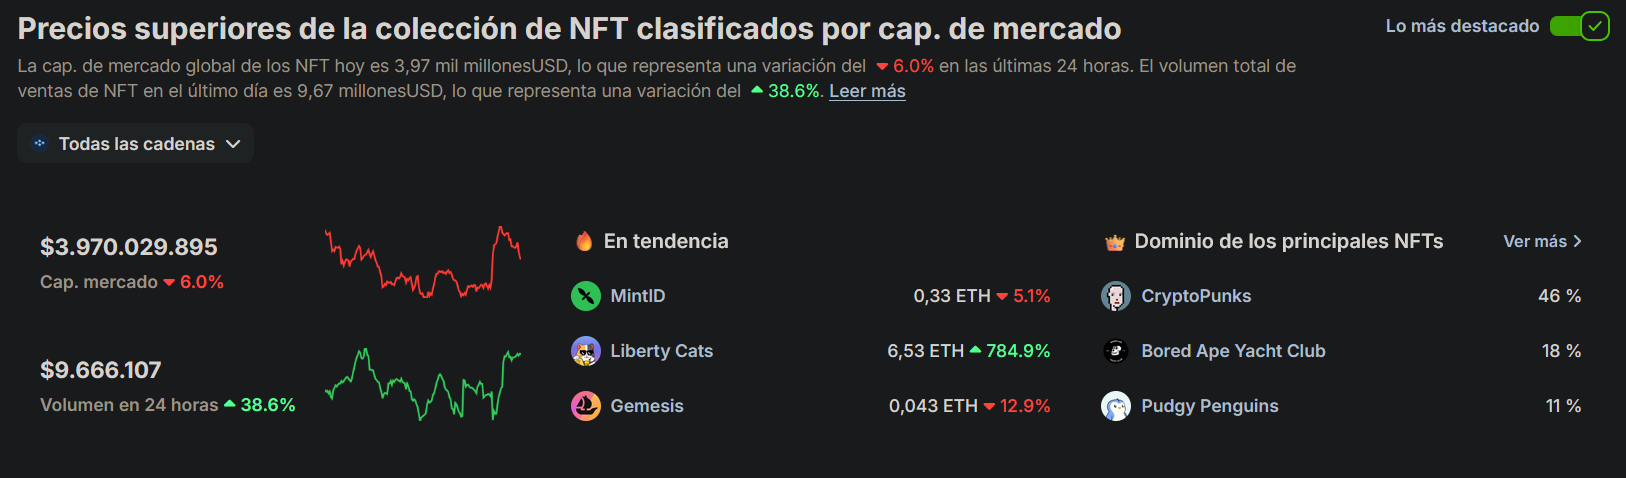 Precios superiores de la colección de NFT clasificados por cap. de mercado
Lo más destacado
La cap. de mercado global de los NFT hoy es 3,97 mil millonesUSD, lo que representa una variación del 6.0% en las últimas 24 horas. El volumen total de
ventas de NFT en el último día es 9,67 millonesUSD, lo que representa una variación del 38.6%. Leer más
Todas las cadenas
$3.970.029.895
Cap. mercado 6.0%
$9.666.107
Volumen en 24 horas 38.6%
En tendencia
MintID 0,33 ETH 5.1%
Liberty Cats 6,53 ETH 784.9%
Gemesis 0,043 ETH 12.9%
Dominio de los principales NFTs Ver más
CryptoPunks 46 %
Bored Ape Yacht Club 18 %
Pudgy Penguins 11 %